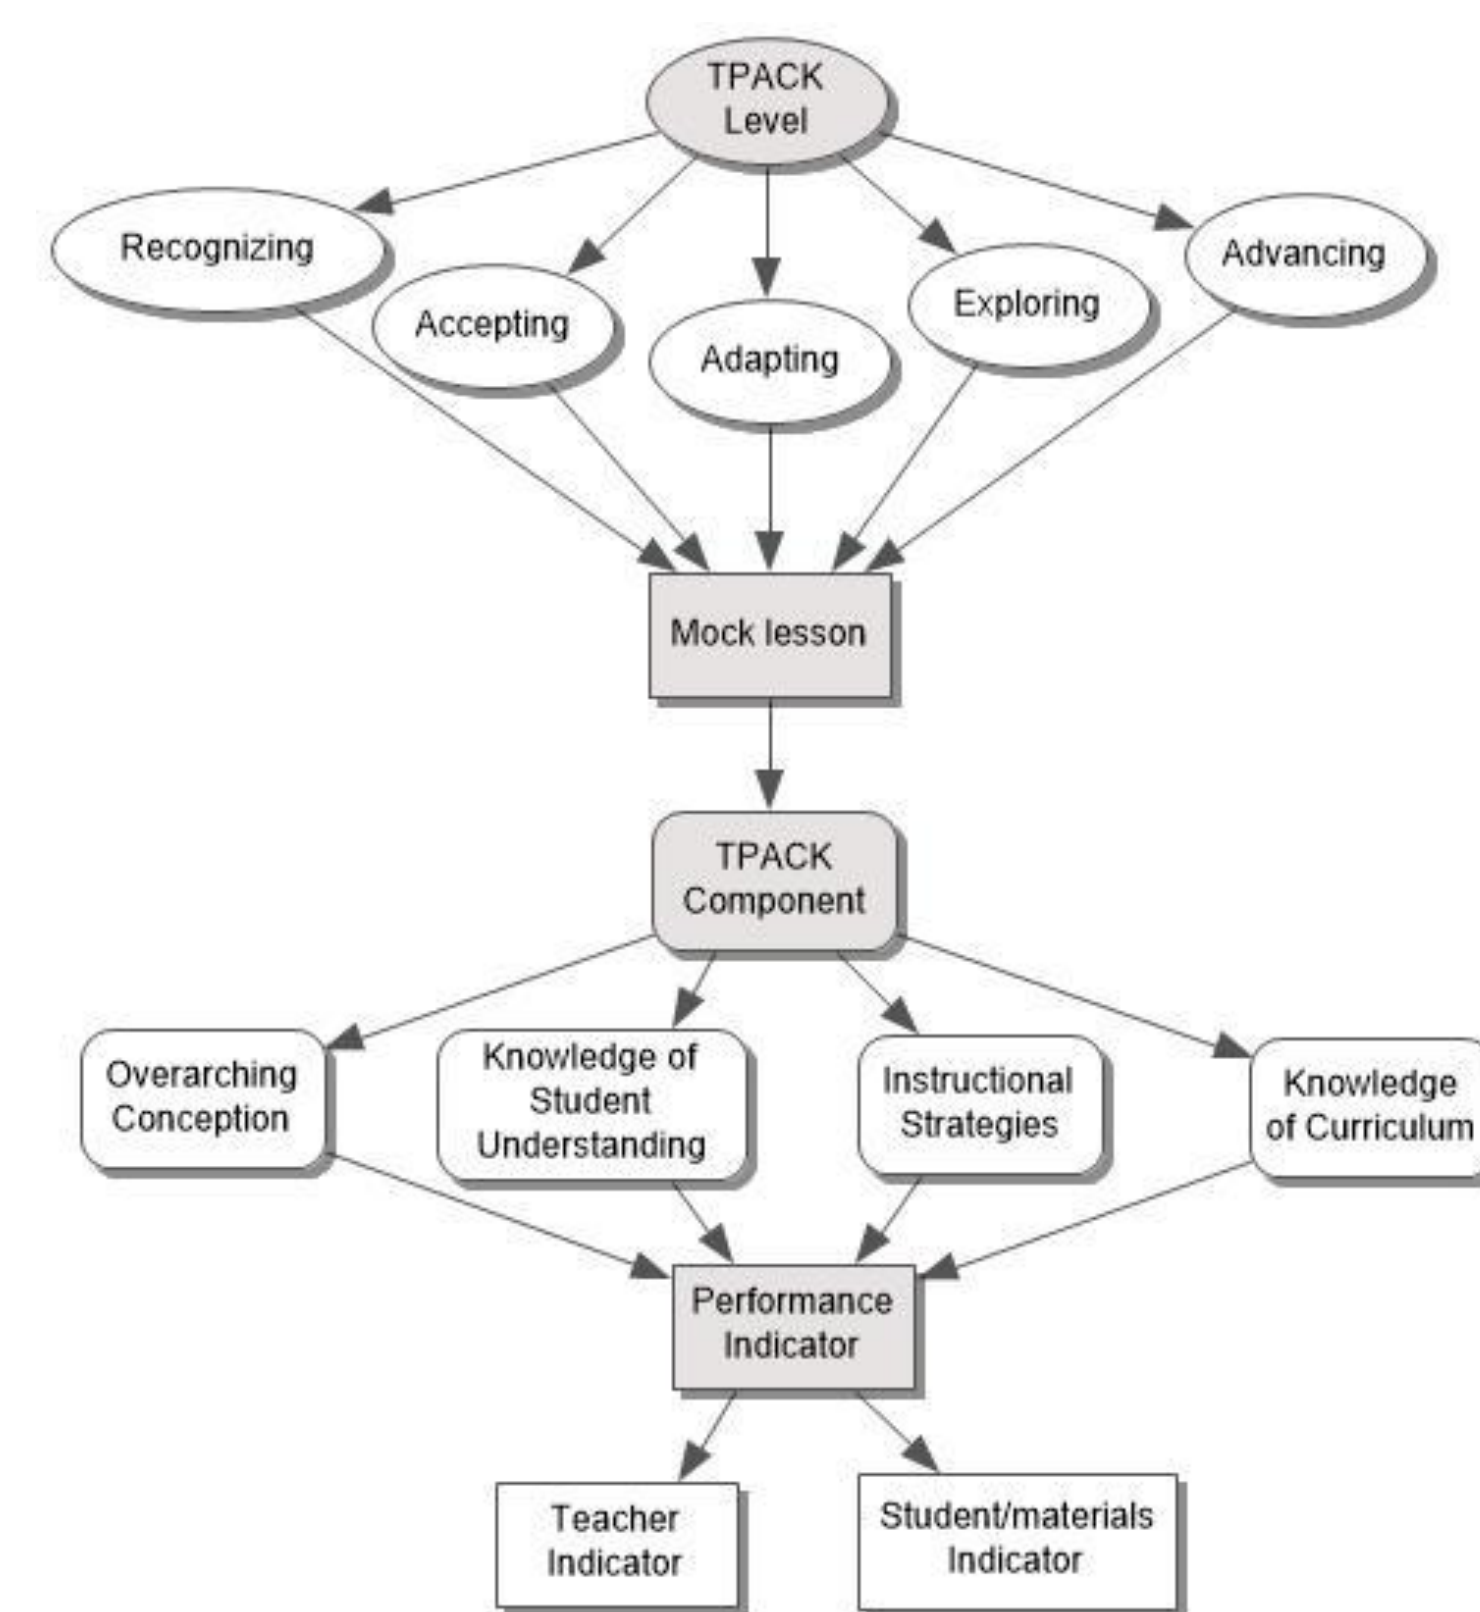 TPACK
Level
Recognizing
Accepting
Adapting
Exploring
Advancing
Mock lesson
TPACK
Component
Overarching
Conception
Knowledge of
Student
Understanding
Instructional
Strategies
Knowledge
of Curriculum
Performance
Indicator
Teacher
Indicator
Student/materials
Indicator